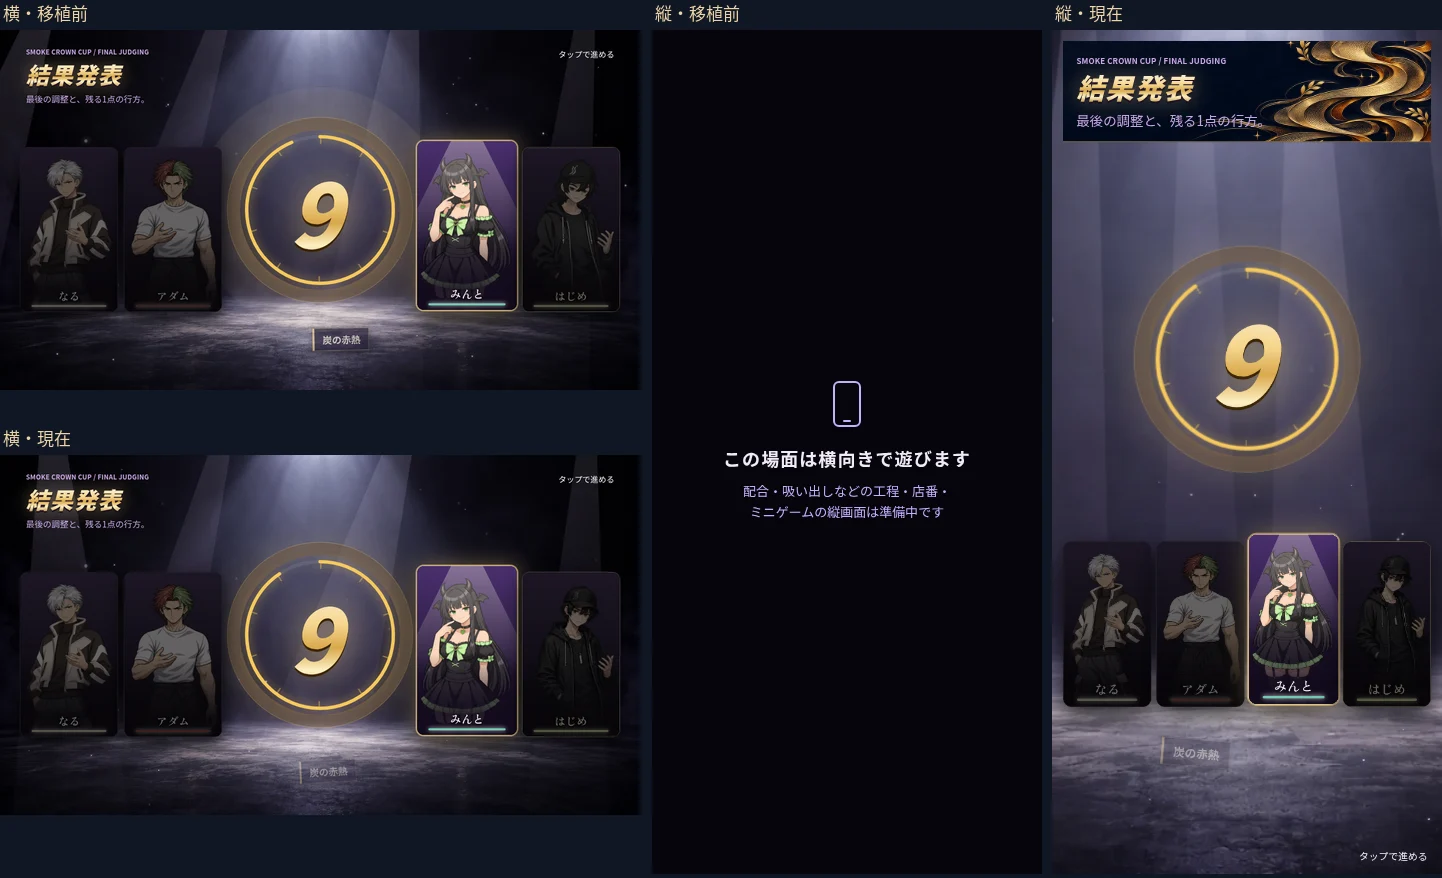 横・移植前
SMOKE CROWN CUP / FINAL JUDGING
タップで進める
結果発表
最後の調整と、残る1点の行方。
9
なる
アダム
みんと
はじめ
炭の赤熱
横・現在
SMOKE CROWN CUP / FINAL JUDGING
タップで進める
結果発表
最後の調整と、残る1点の行方。
9
なる
アダム
みんと
はじめ
炭の赤熱
縦・移植前
この場面は横向きで遊びます
配合・吸い出しなどの工程・店番・
ミニゲームの縦画面は準備中です
縦・現在
SMOKE CROWN CUP / FINAL JUDGING
結果発表
最後の調整と、残る1点の行方。
9
なる
アダム
みんと
はじめ
炭の赤熱
タップで進める